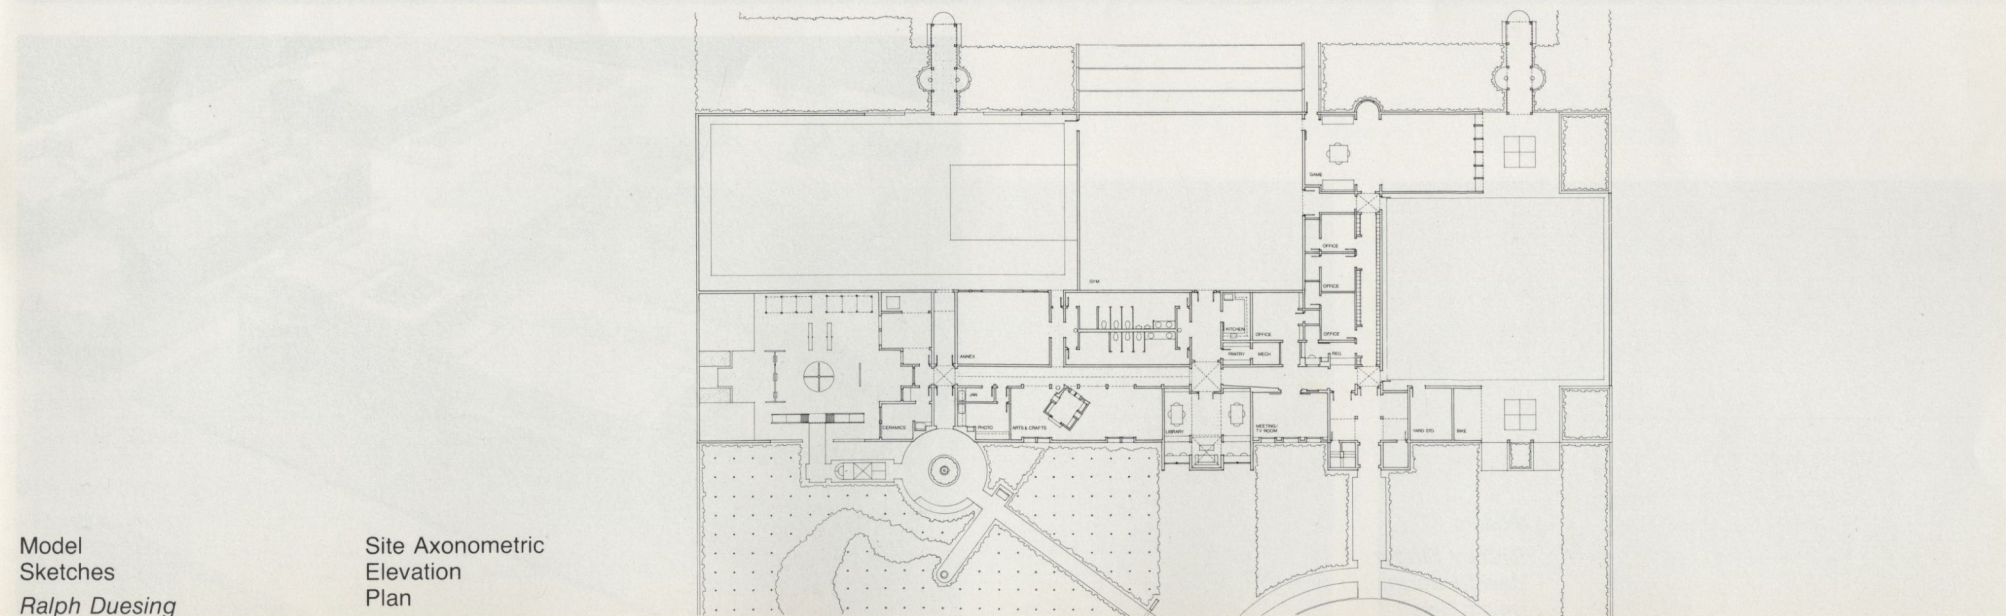 GAME
OFFICE
OFFICE
GYM
KITCHEN
OFFICE
OFFICE
ANNEX
PANTRY
MECH
REG.
JAN
CERAMICS
PHOTO
ARTS & CRAFTS
LIBRARY
MEETING/
TV ROOM
YARD STO.
BIKE
Model
Sketches
Ralph Duesing
Site Axonometric
Elevation
Plan